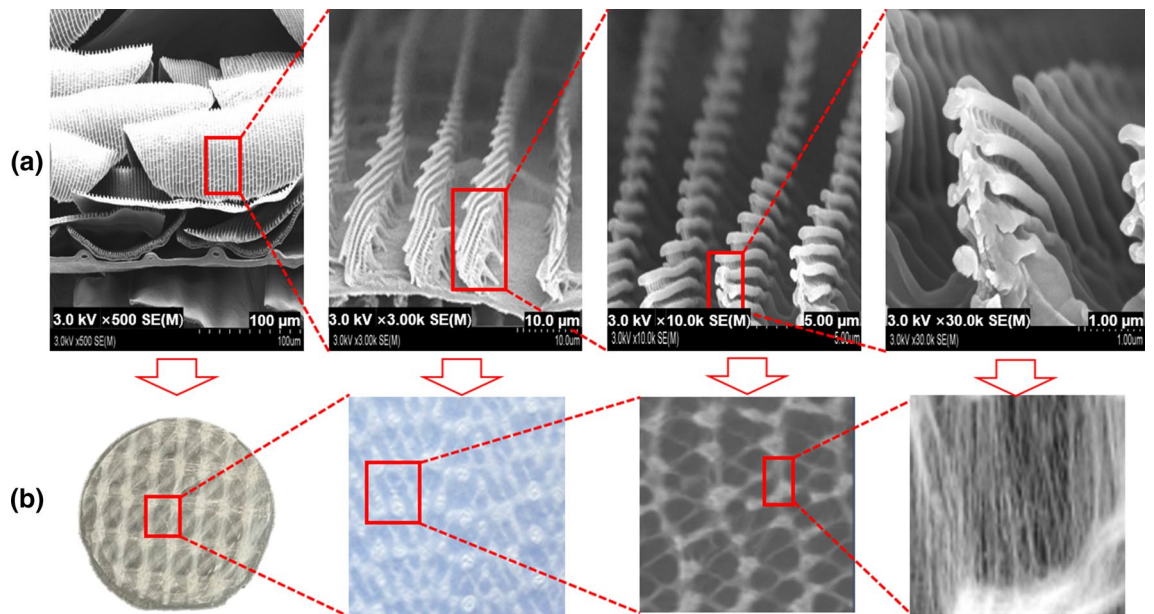 (a)
3.0 kV ×500 SE(M) 100 µm
3.0kV x500 SE(M) 100um
3.0 kV ×3.00k SE(M) 10.0 µm
3.0kV x3.00k SE(M) 10.0um
3.0 kV ×10.0k SE(M) 5.00 µm
3.0kV x10.0k SE(M) 5.00um
3.0 kV ×30.0k SE(M) 1.00 µm
3.0kV x30.0k SE(M) 1.00um
(b)